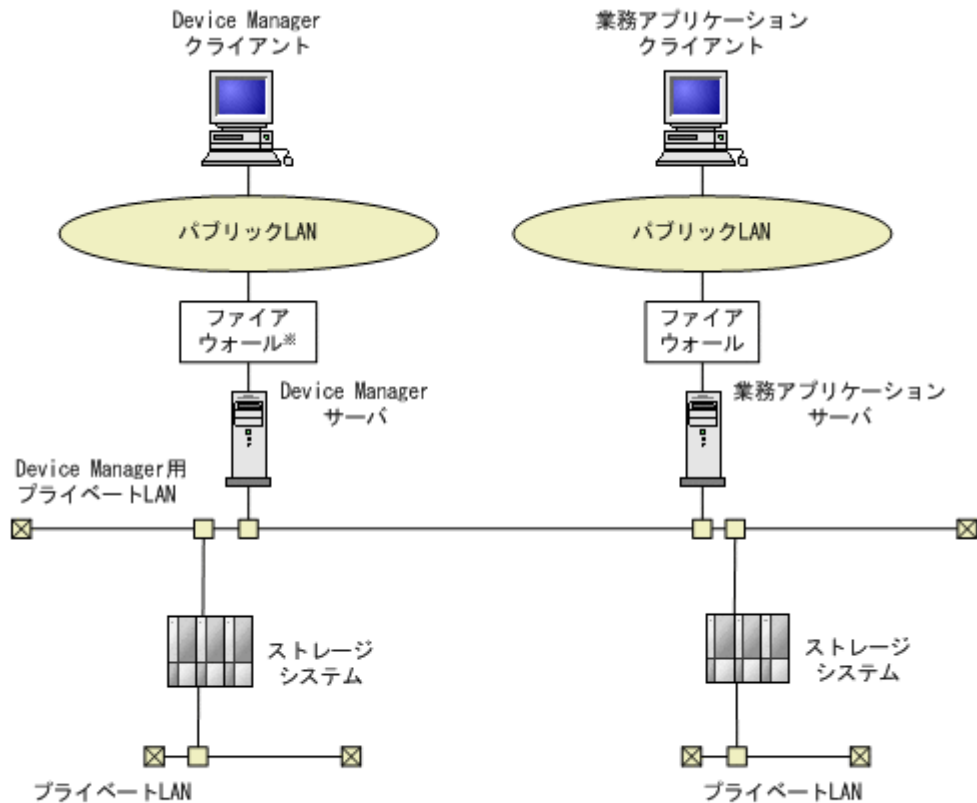 Device Manager
クライアント
業務アプリケーション
クライアント
パブリックLAN
パブリックLAN
ファイア
ウォール※
ファイア
ウォール
Device Manager
サーバ
業務アプリケーション
サーバ
Device Manager用
プライベートLAN
ストレージ
システム
ストレージ
システム
プライベートLAN
プライベートLAN